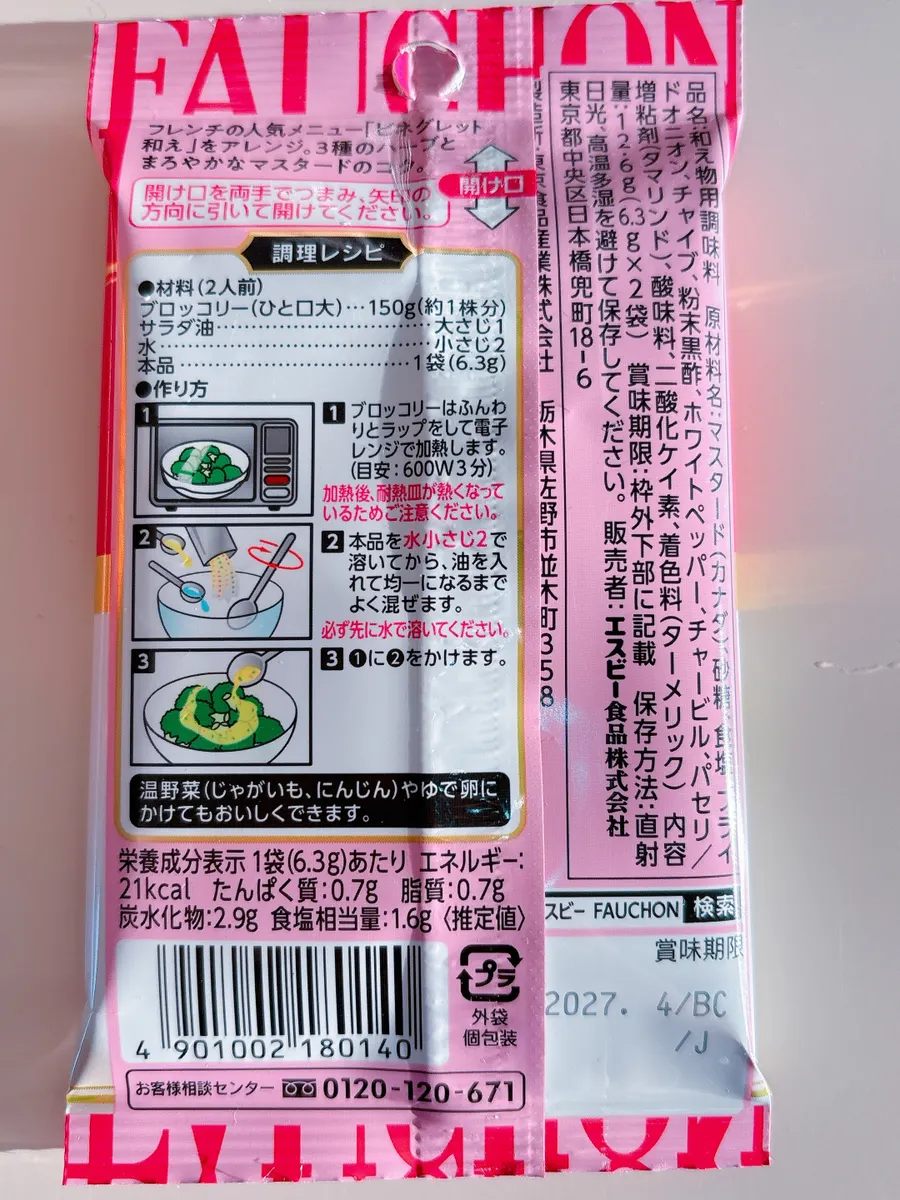 FAUCHON
フレンチの人気メニュー「ビネグレット
和え」をアレンジ。3種のハーブと
まろやかなマスタードのコ
開け口を両手でつまみ、矢印の
方向に引いて開けてください。
開け口
調理レシピ
●材料(2人前)
ブロッコリー(ひと口大)…150g(約1株分)
サラダ油…大さじ1
水…小さじ2
本品…1袋(6.3g)
●作り方
1
1 ブロッコリーはふんわ
りとラップをして電子
レンジで加熱します。
(目安:600W3分)
加熱後、耐熱皿が熱くなって
いるためご注意ください。
2
2 本品を水小さじ2で
溶いてから、油を入
れて均一になるまで
よく混ぜます。
必ず先に水で溶いてください。
3
3 ❶に❷をかけます。
温野菜(じゃがいも、にんじん)やゆで卵に
かけてもおいしくできます。
栄養成分表示 1袋(6.3g)あたり エネルギー:
21kcal たんぱく質:0.7g 脂質:0.7g
炭水化物:2.9g 食塩相当量:1.6g〈推定値〉
4 901002 180140
プラ
外袋
個包装
お客様相談センター 0120-120-671
品名:和え物用調味料 原材料名:マスタード(カナダ)、砂糖、食塩、フライ
ドオニオン、チャイブ、粉末黒酢、ホワイトペッパー、チャービル、パセリ/
増粘剤(タマリンド)、酸味料、二酸化ケイ素、着色料(ターメリック) 内容
量:12.6g(6.3g×2袋) 賞味期限:枠外下部に記載 保存方法:直射
日光、高温多湿を避けて保存してください。 販売者:エスビー食品株式会社
東京都中央区日本橋兜町18-6
製造所:東京食品産業株式会社 栃木県佐野市並木町358
スビー FAUCHON 検索
賞味期限
2027. 4/BC
/J